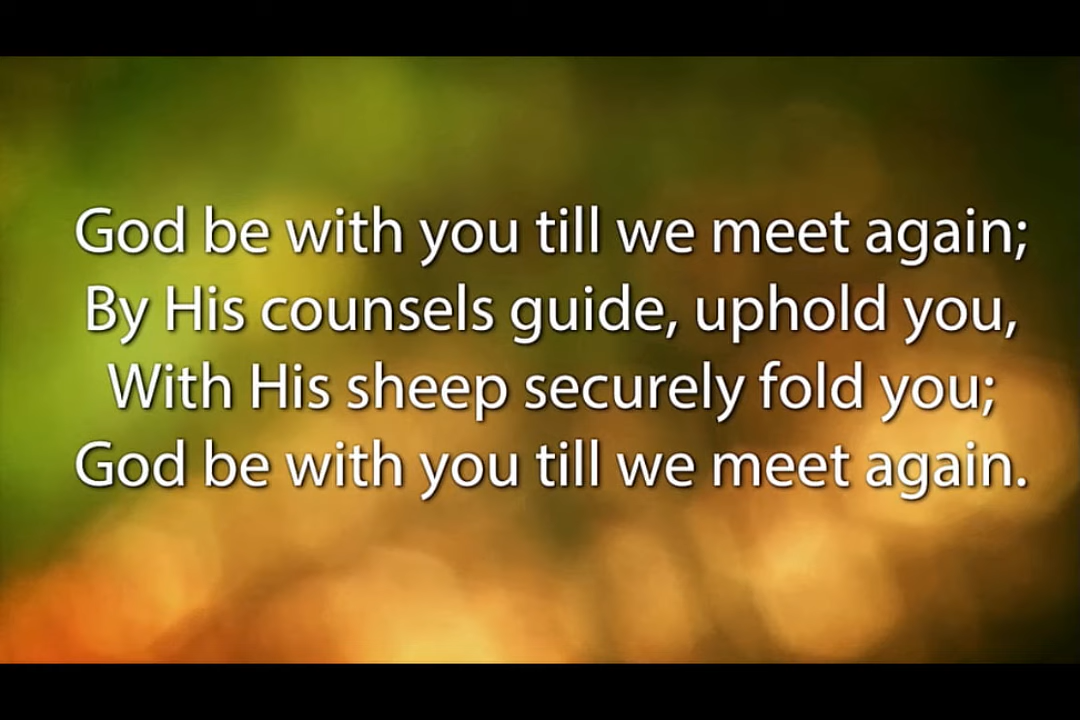 God be with you till we meet again;
By His counsels guide, uphold you,
With His sheep securely fold you;
God be with you till we meet again.